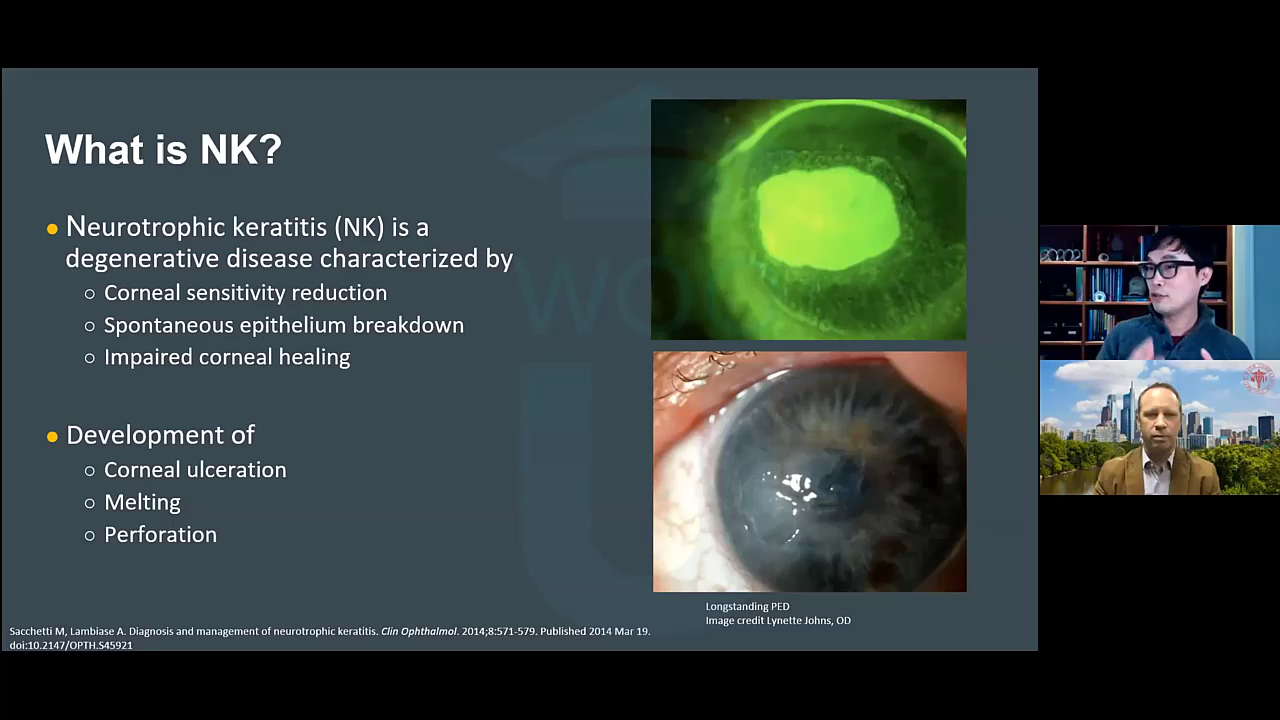 What is NK?
Neurotrophic keratitis (NK) is a
degenerative disease characterized by
Corneal sensitivity reduction
Spontaneous epithelium breakdown
Impaired corneal healing
Development of
Corneal ulceration
Melting
Perforation
WOU
Longstanding PED
Image credit Lynette Johns, OD
Sacchetti M, Lambiase A. Diagnosis and management of neurotrophic keratitis. Clin Ophthalmol. 2014;8:571-579. Published 2014 Mar 19.
doi:10.2147/OPTH.S45921